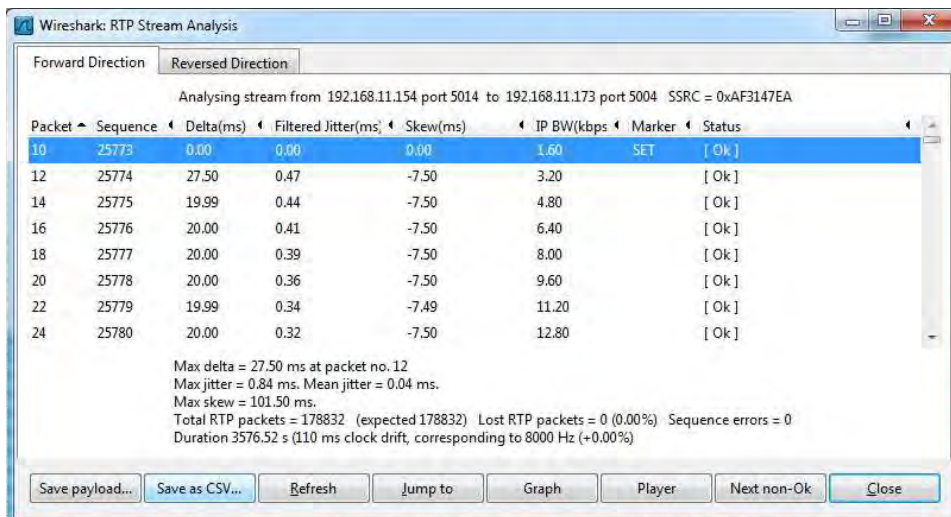 Wireshark: RTP Stream Analysis
Forward Direction Reversed Direction
Analysing stream from 192.168.11.154 port 5014 to 192.168.11.173 port 5004 SSRC = 0xAF3147EA
Packet Sequence Delta(ms) Filtered Jitter(ms) Skew(ms) IP BW(kbps Marker Status
10 25773 0.00 0.00 0.00 1.60 SET [ Ok ]
12 25774 27.50 0.47 -7.50 3.20 [ Ok ]
14 25775 19.99 0.44 -7.50 4.80 [ Ok ]
16 25776 20.00 0.41 -7.50 6.40 [ Ok ]
18 25777 20.00 0.39 -7.50 8.00 [ Ok ]
20 25778 20.00 0.36 -7.50 9.60 [ Ok ]
22 25779 19.99 0.34 -7.49 11.20 [ Ok ]
24 25780 20.00 0.32 -7.50 12.80 [ Ok ]
Max delta = 27.50 ms at packet no. 12
Max jitter = 0.84 ms. Mean jitter = 0.04 ms.
Max skew = 101.50 ms.
Total RTP packets = 178832 (expected 178832) Lost RTP packets = 0 (0.00%) Sequence errors = 0
Duration 3576.52 s (110 ms clock drift, corresponding to 8000 Hz (+0.00%)
Save payload... Save as CSV... Refresh Jump to Graph Player Next non-Ok Close